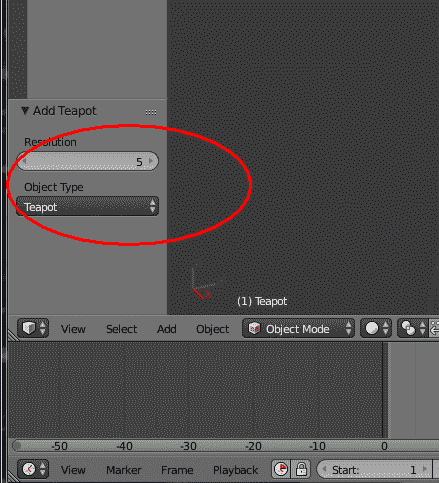 Add Teapot
Resolution
5
Object Type
Teapot
(1) Teapot
View Select Add Object Object Mode
-50 -40 -30 -20 -10 0
View Marker Frame Playback Start: 1